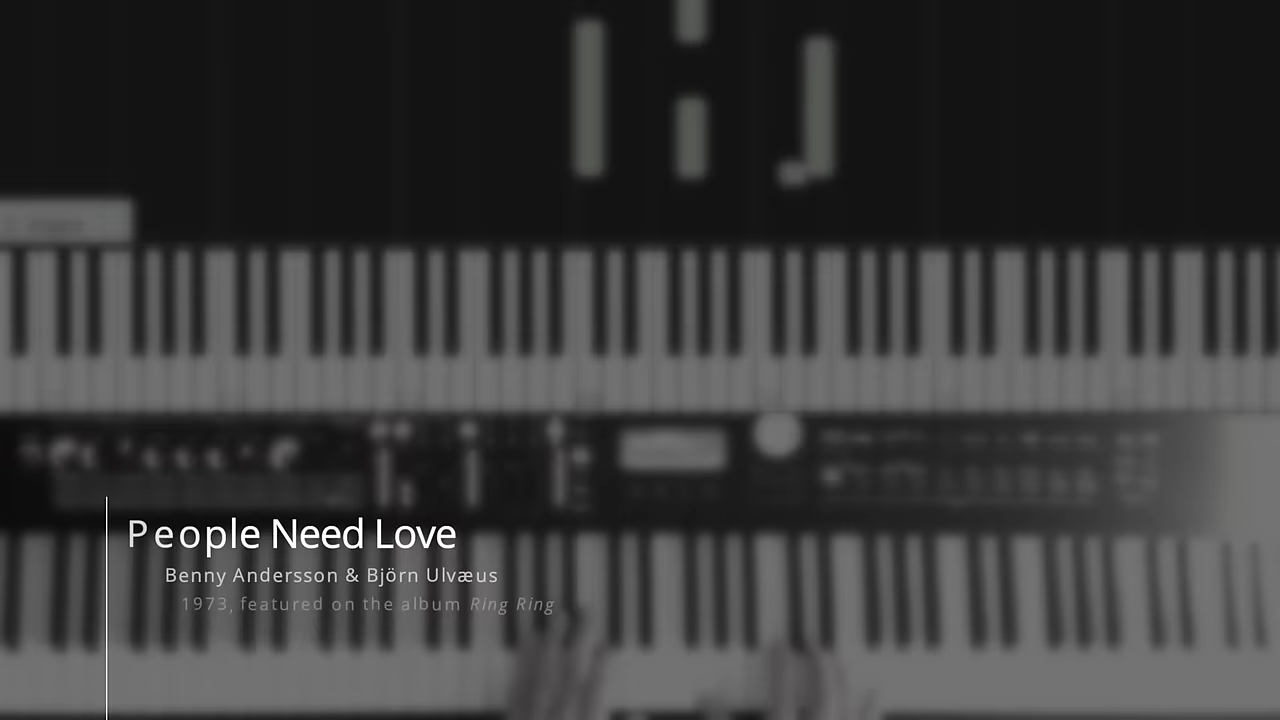 People Need Love
Benny Andersson & Björn Ulvæus
1973, featured on the album Ring Ring